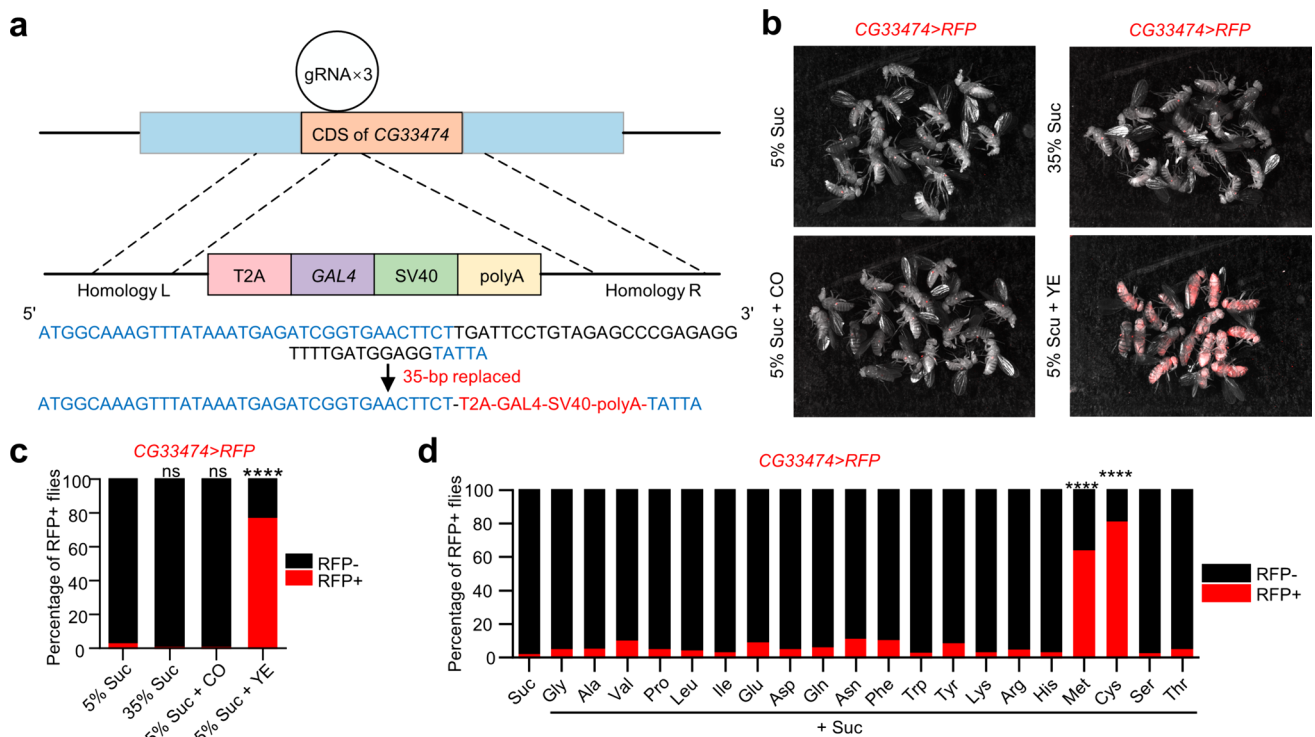 a
gRNA×3
CDS of CG33474
T2A GAL4 SV40 polyA
Homology L Homology R
5' 3'
ATGGCAAAGTTTATAAATGAGATCGGTGAACTTCTTGATTCCTGTAGAGCCCGAGAGG
TTTTGATGGAGGTATTA
35-bp replaced
ATGGCAAAGTTTATAAATGAGATCGGTGAACTTCT-T2A-GAL4-SV40-polyA-TATTA
b
CG33474>RFP CG33474>RFP
5% Suc
35% Suc
5% Suc + CO
5% Scu + YE
c
CG33474>RFP
ns ns ****
Percentage of RFP+ flies
100
80
60
40
20
0
RFP-
RFP+
5% Suc
35% Suc
5% Suc + CO
5% Suc + YE
d
CG33474>RFP
**** ****
Percentage of RFP+ flies
100
80
60
40
20
0
RFP-
RFP+
Suc Gly Ala Val Pro Leu Ile Glu Asp Gln Asn Phe Trp Tyr Lys Arg His Met Cys Ser Thr
+ Suc